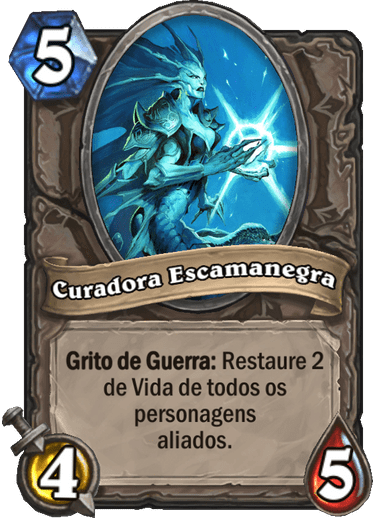 5
Curadora Escamanegra
Grito de Guerra: Restaure 2
de Vida de todos os
personagens
aliados.
4
5